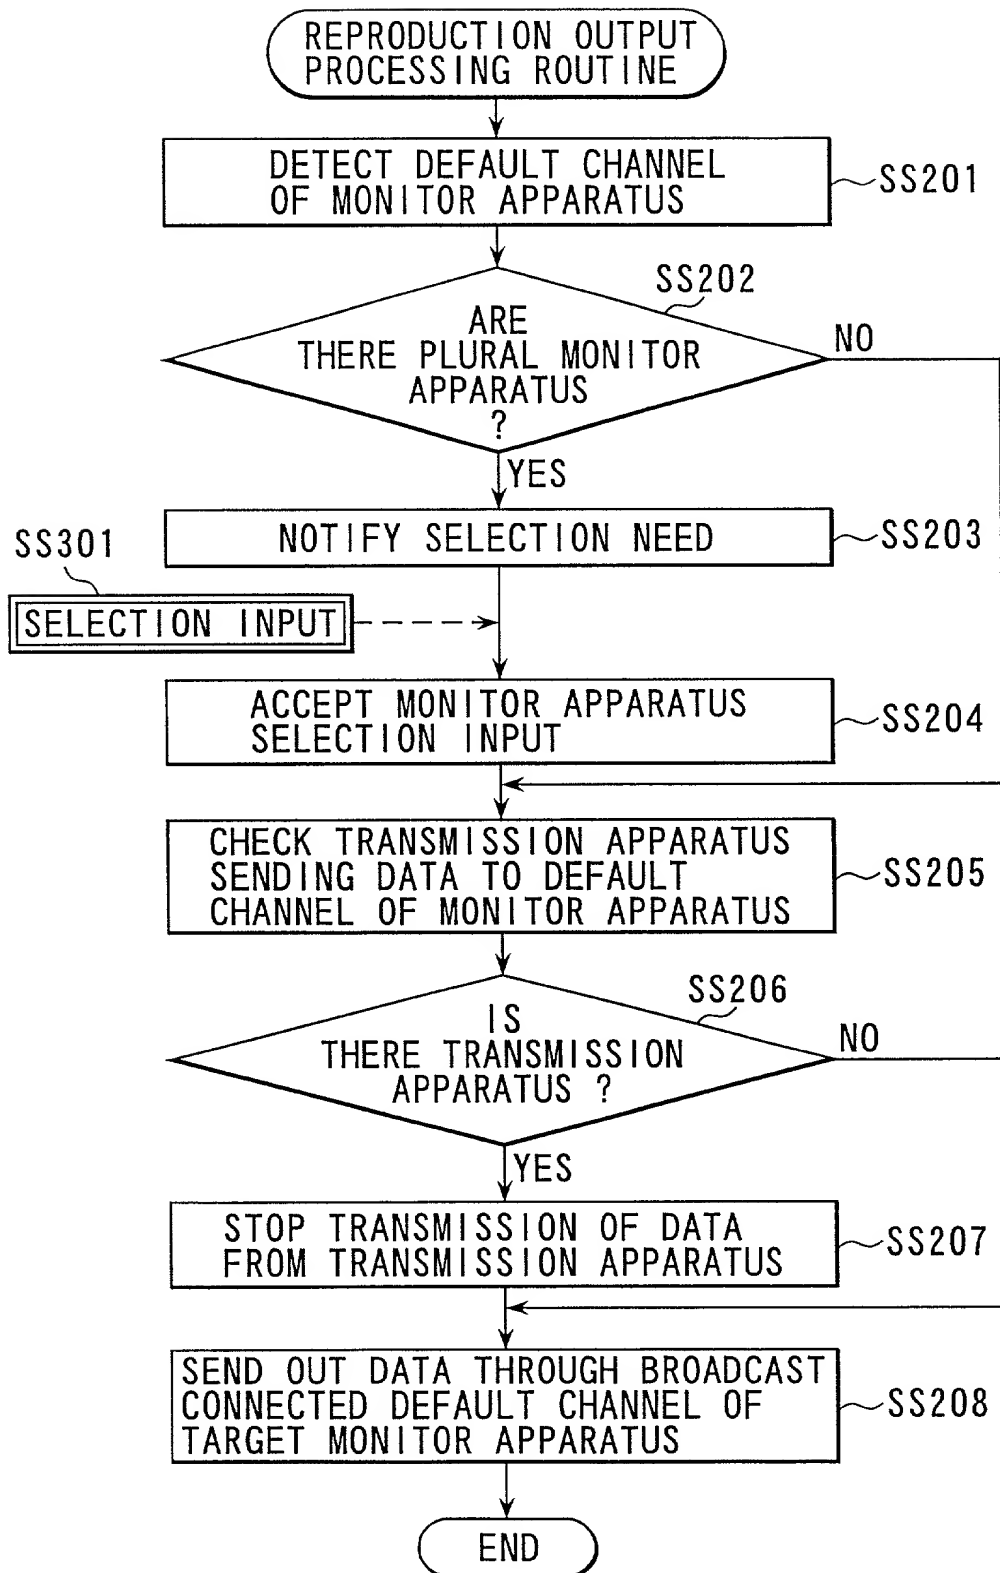 REPRODUCTION OUTPUT
PROCESSING ROUTINE
DETECT DEFAULT CHANNEL
OF MONITOR APPARATUS
SS201
SS202
ARE
THERE PLURAL MONITOR
APPARATUS
?
NO
YES
NOTIFY SELECTION NEED
SS203
SS301
SELECTION INPUT
ACCEPT MONITOR APPARATUS
SELECTION INPUT
SS204
CHECK TRANSMISSION APPARATUS
SENDING DATA TO DEFAULT
CHANNEL OF MONITOR APPARATUS
SS205
SS206
IS
THERE TRANSMISSION
APPARATUS ?
NO
YES
STOP TRANSMISSION OF DATA
FROM TRANSMISSION APPARATUS
SS207
SEND OUT DATA THROUGH BROADCAST
CONNECTED DEFAULT CHANNEL OF
TARGET MONITOR APPARATUS
SS208
END